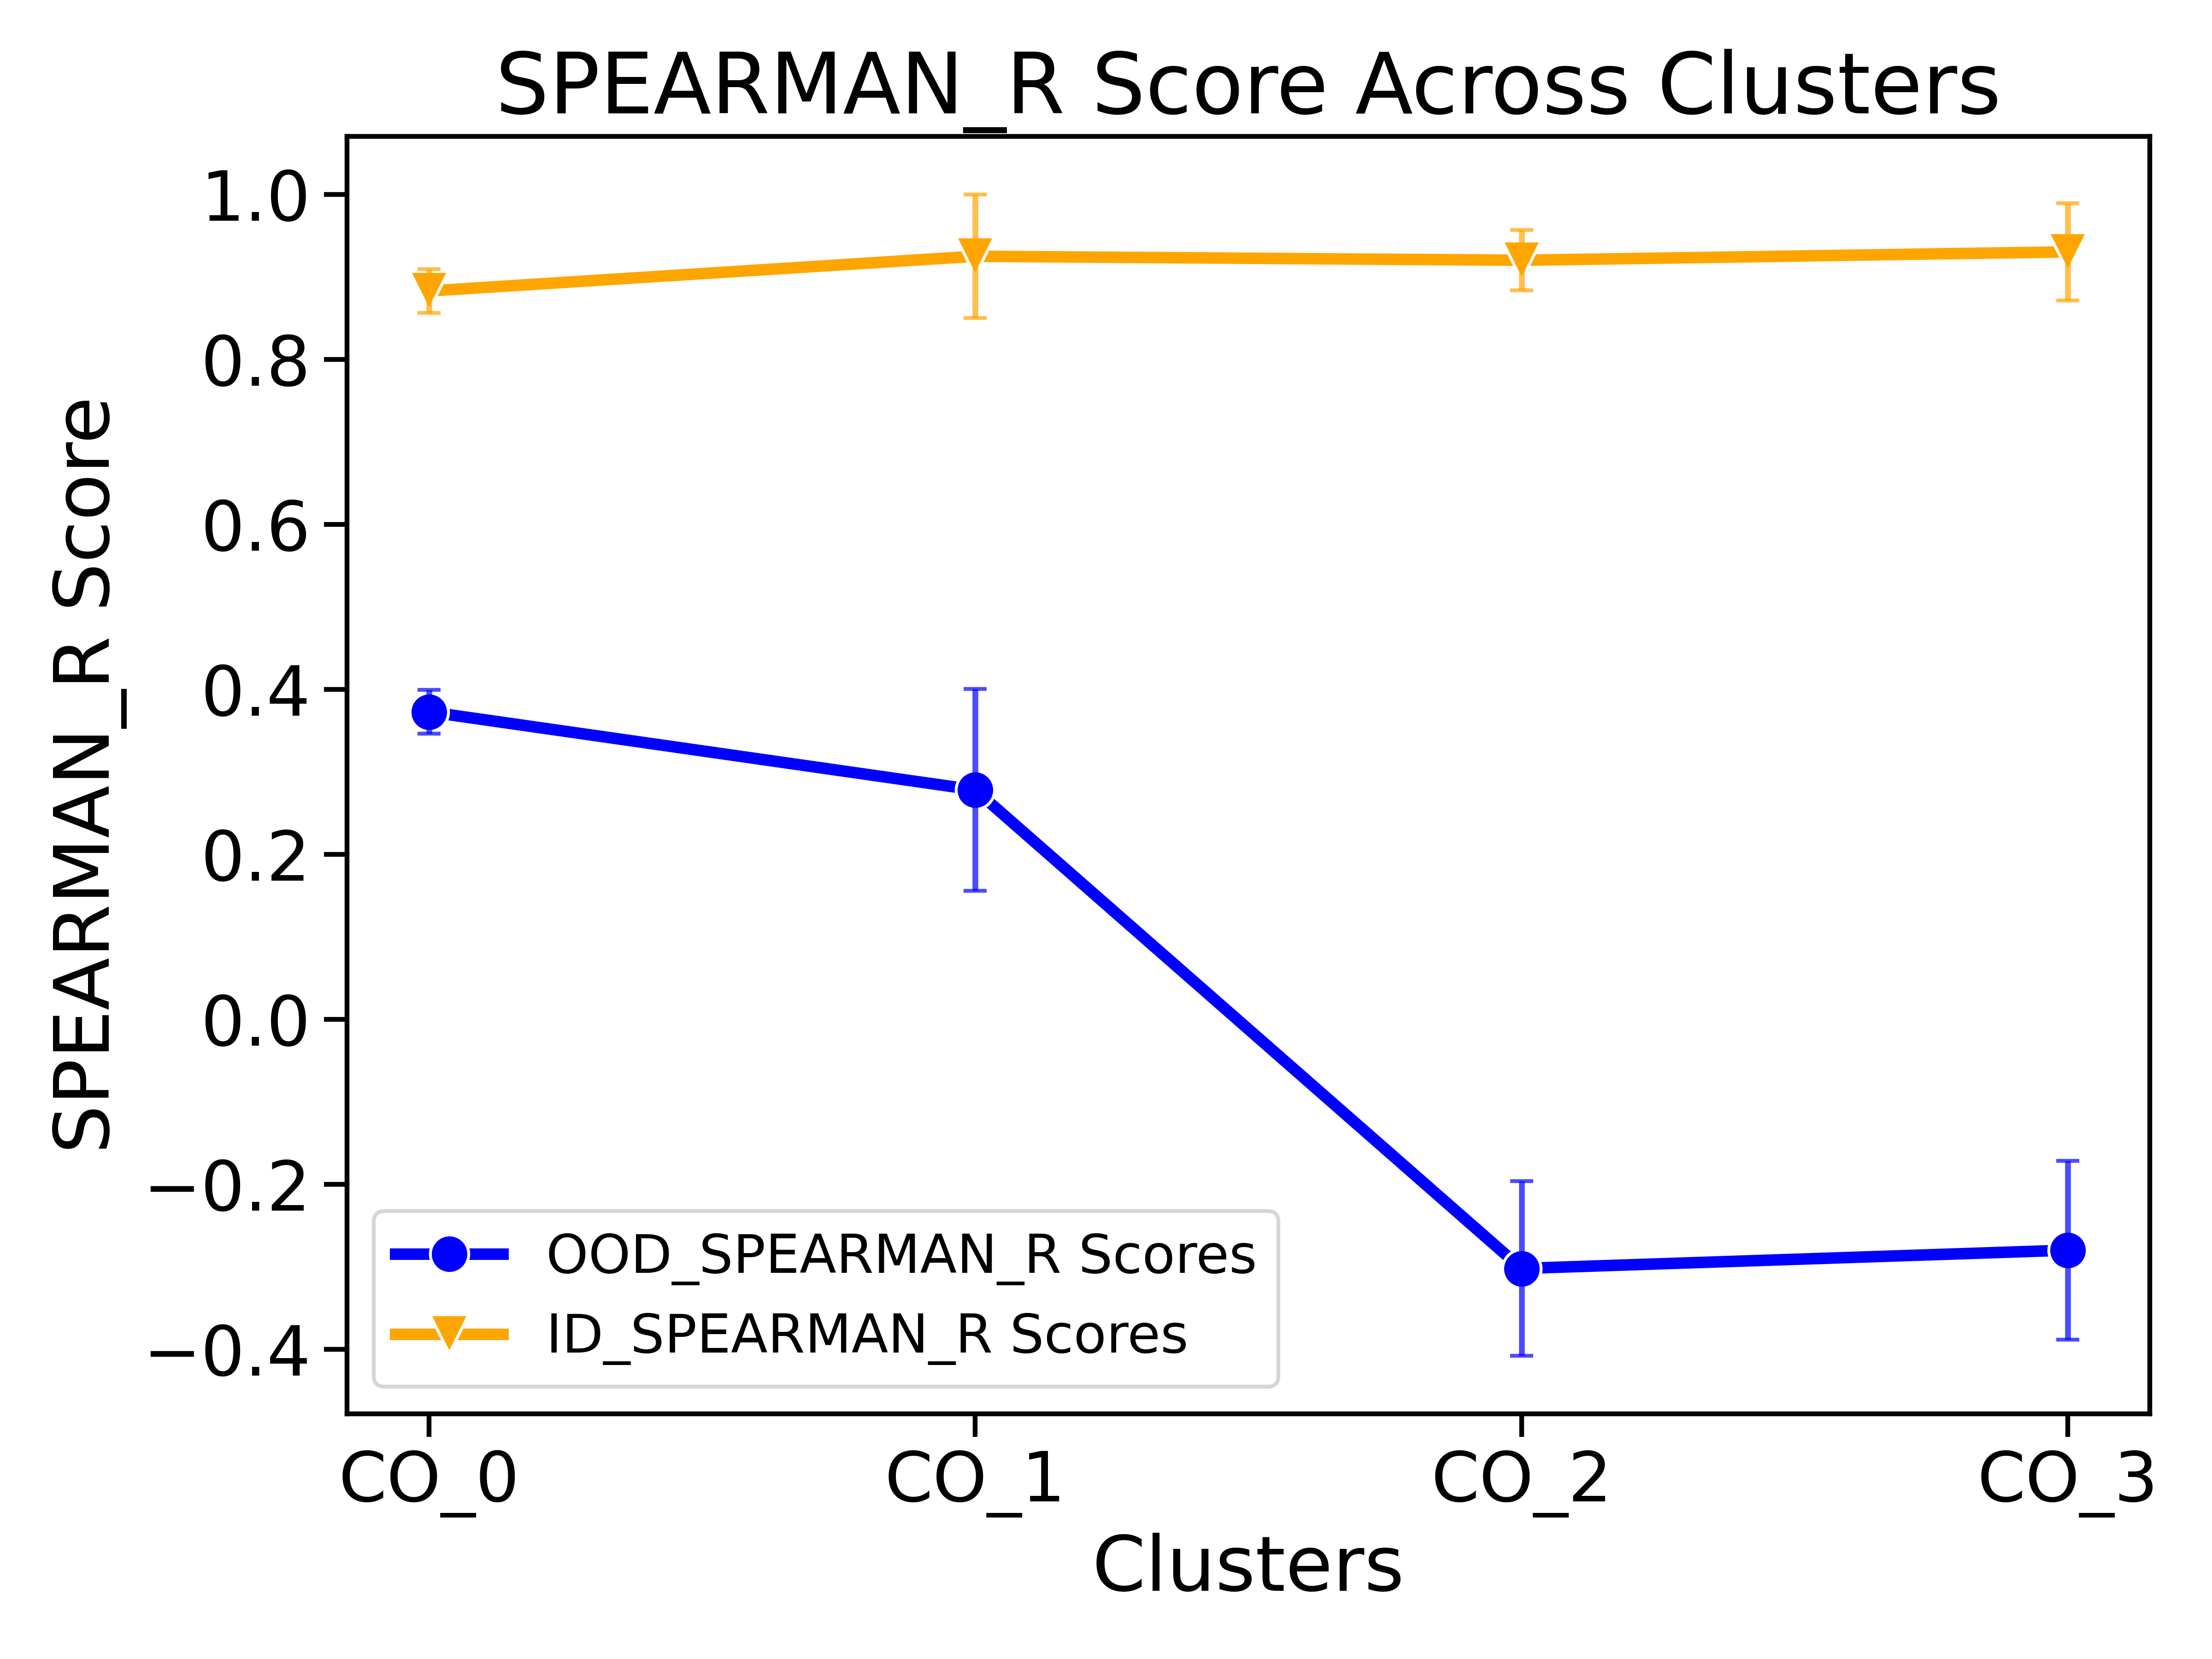 SPEARMAN_R Score Across Clusters
SPEARMAN_R Score
1.0
0.8
0.6
0.4
0.2
0.0
−0.2
−0.4
OOD_SPEARMAN_R Scores
ID_SPEARMAN_R Scores
CO_0 CO_1 CO_2 CO_3
Clusters